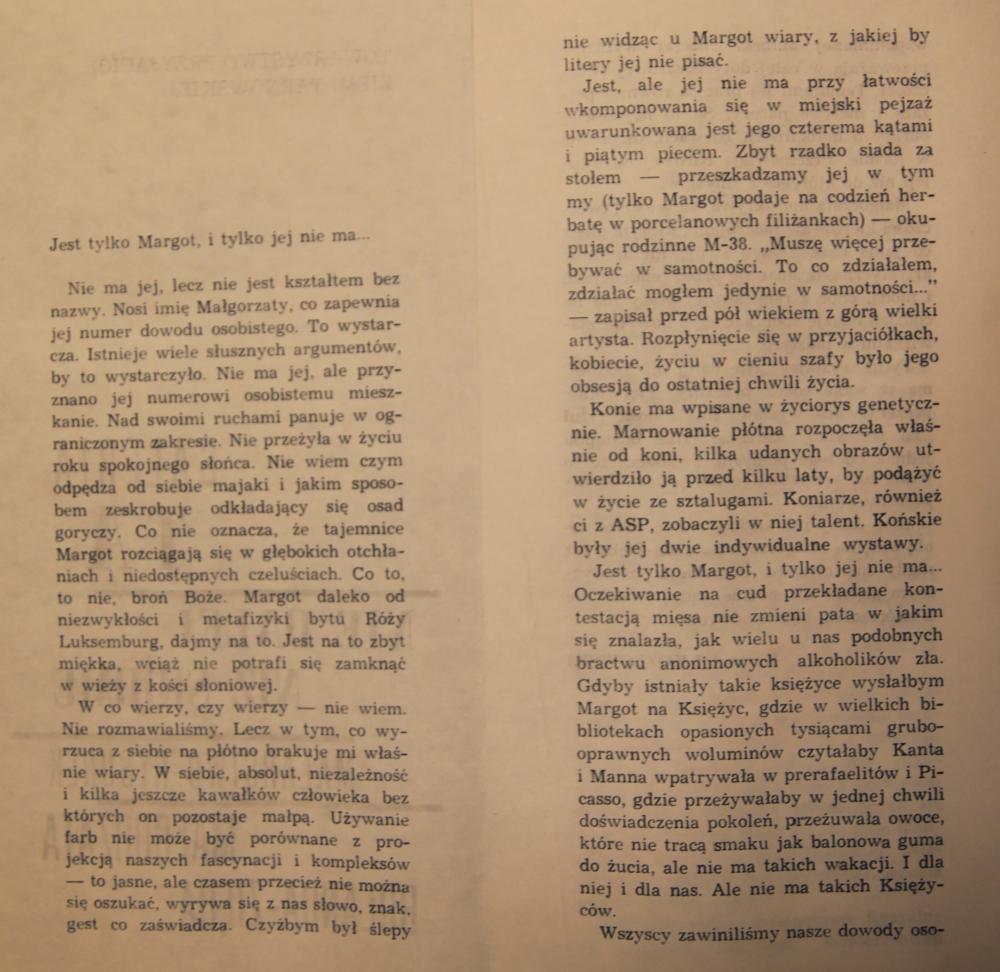 Jest tylko Margot, i tylko jej nie ma...
Nie ma jej, lecz nie jest kształtem bez
nazwy. Nosi imię Małgorzaty, co zapewnia
jej numer dowodu osobistego. To wystar-
cza. Istnieje wiele słusznych argumentów,
by to wystarczyło. Nie ma jej, ale przy-
znano jej numerowi osobistemu miesz-
kanie. Nad swoimi ruchami panuje w og-
raniczonym zakresie. Nie przeżyła w życiu
roku spokojnego słońca. Nie wiem czym
odpędza od siebie majaki i jakim sposo-
bem zeskrobuje odkładający się osad
goryczy. Co nie oznacza, że tajemnice
Margot rozciągają się w głębokich otchła-
niach i niedostępnych czeluściach. Co to,
to nie, broń Boże. Margot daleko od
niezwykłości i metafizyki bytu Róży
Luksemburg, dajmy na to. Jest na to zbyt
miękka, wciąż nie potrafi się zamknąć
w wieży z kości słoniowej.
W co wierzy, czy wierzy — nie wiem.
Nie rozmawialiśmy. Lecz w tym, co wy-
rzuca z siebie na płótno brakuje mi właś-
nie wiary. W siebie, absolut, niezależność
i kilka jeszcze kawałków człowieka bez
których on pozostaje małpą. Używanie
farb nie może być porównane z pro-
jekcją naszych fascynacji i kompleksów
— to jasne, ale czasem przecież nie można
się oszukać, wyrywa się z nas słowo, znak,
gest co zaświadcza. Czyżbym był ślepy
nie widząc u Margot wiary, z jakiej by
litery jej nie pisać.
Jest, ale jej nie ma przy łatwości
wkomponowania się w miejski pejzaż
uwarunkowana jest jego czterema kątami
i piątym piecem. Zbyt rzadko siada za
stołem — przeszkadzamy jej w tym
my (tylko Margot podaje na codzień her-
batę w porcelanowych filiżankach) — oku-
pując rodzinne M-38. „Muszę więcej prze-
bywać w samotności. To co zdziałałem,
zdziałać mogłem jedynie w samotności...”
— zapisał przed pół wiekiem z górą wielki
artysta. Rozpłynięcie się w przyjaciółkach,
kobiecie, życiu w cieniu szafy było jego
obsesją do ostatniej chwili życia.
Konie ma wpisane w życiorys genetycz-
nie. Marnowanie płótna rozpoczęła właś-
nie od koni, kilka udanych obrazów ut-
wierdziło ją przed kilku laty, by podążyć
w życie ze sztalugami. Koniarze, również
ci z ASP, zobaczyli w niej talent. Końskie
były jej dwie indywidualne wystawy.
Jest tylko Margot, i tylko jej nie ma...
Oczekiwanie na cud przekładane kon-
testacją mięsa nie zmieni pata w jakim
się znalazła, jak wielu u nas podobnych
bractwu anonimowych alkoholików zła.
Gdyby istniały takie księżyce wysłałbym
Margot na Księżyc, gdzie w wielkich bi-
bliotekach opasionych tysiącami grubo-
oprawnych woluminów czytałaby Kanta
i Manna wpatrywała w prerafaelitów i Pi-
casso, gdzie przeżywałaby w jednej chwili
doświadczenia pokoleń, przeżuwała owoce,
które nie tracą smaku jak balonowa guma
do żucia, ale nie ma takich wakacji. I dla
niej i dla nas. Ale nie ma takich Księży-
ców.
Wszyscy zawiniliśmy nasze dowody oso-